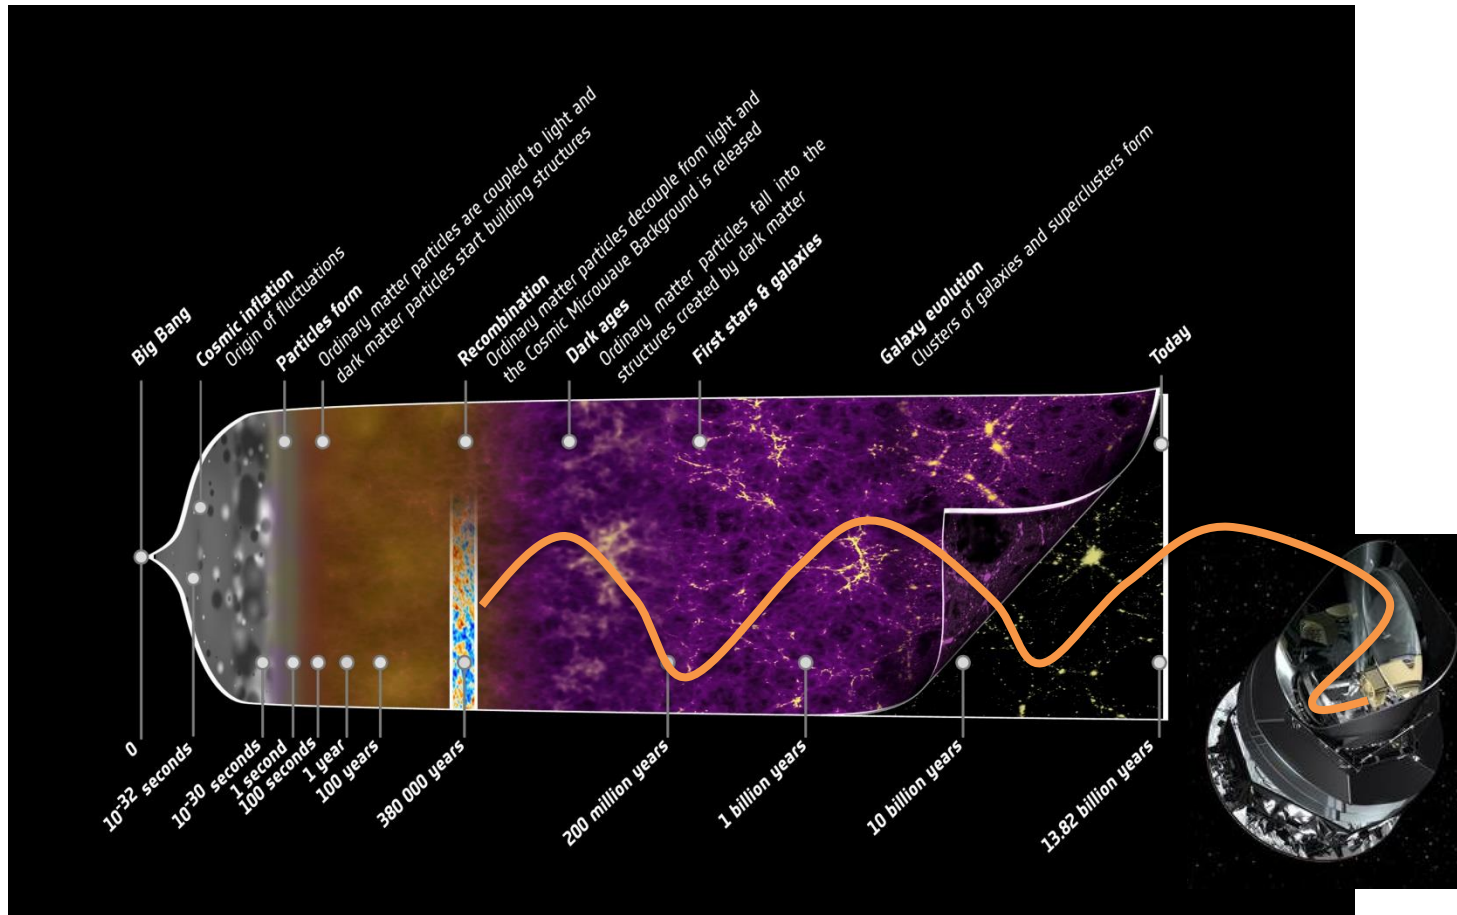 Big Bang
Cosmic inflation
Origin of fluctuations
Particles form
Ordinary matter particles are coupled to light and
dark matter particles start building structures
Recombination
Ordinary matter particles decouple from light and
the Cosmic Microwave Background is released
Dark ages
Ordinary matter particles fall into the
structures created by dark matter
First stars & galaxies
Galaxy evolution
Clusters of galaxies and superclusters form
Today
0
10-32 seconds
10-30 seconds
1 second
100 seconds
1 year
100 years
380 000 years
200 million years
1 billion years
10 billion years
13.82 billion years